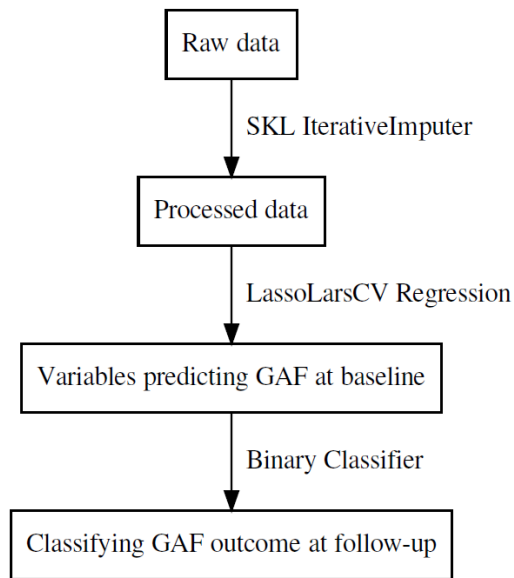 Raw data
SKL IterativeImputer
Processed data
LassoLarsCV Regression
Variables predicting GAF at baseline
Binary Classifier
Classifying GAF outcome at follow-up